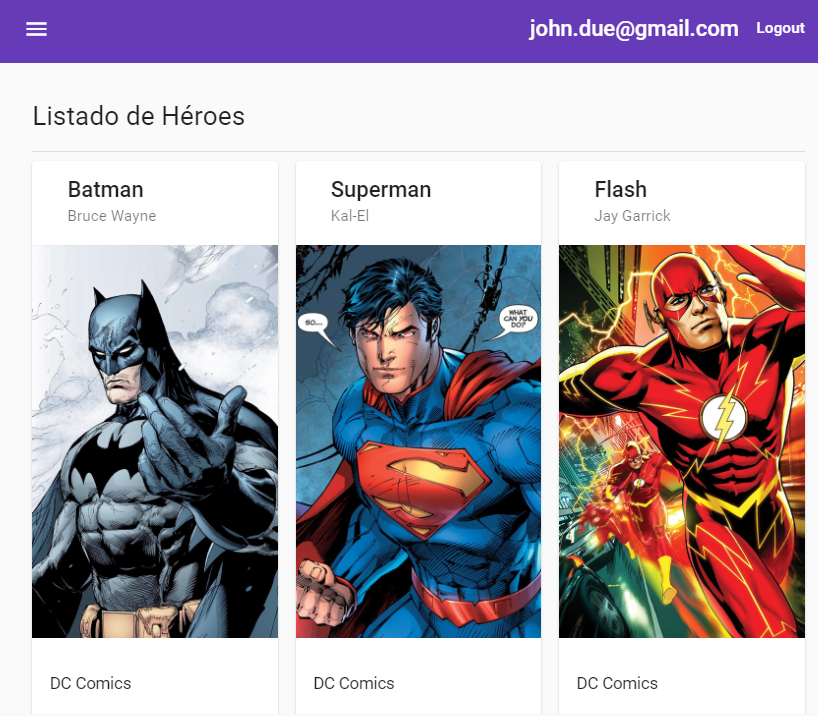 john.due@gmail.com Logout
Listado de Héroes
Batman
Bruce Wayne
Superman
Kal-El
Flash
Jay Garrick
SO...
WHAT
CAN YOU
DO?
DC Comics
DC Comics
DC Comics